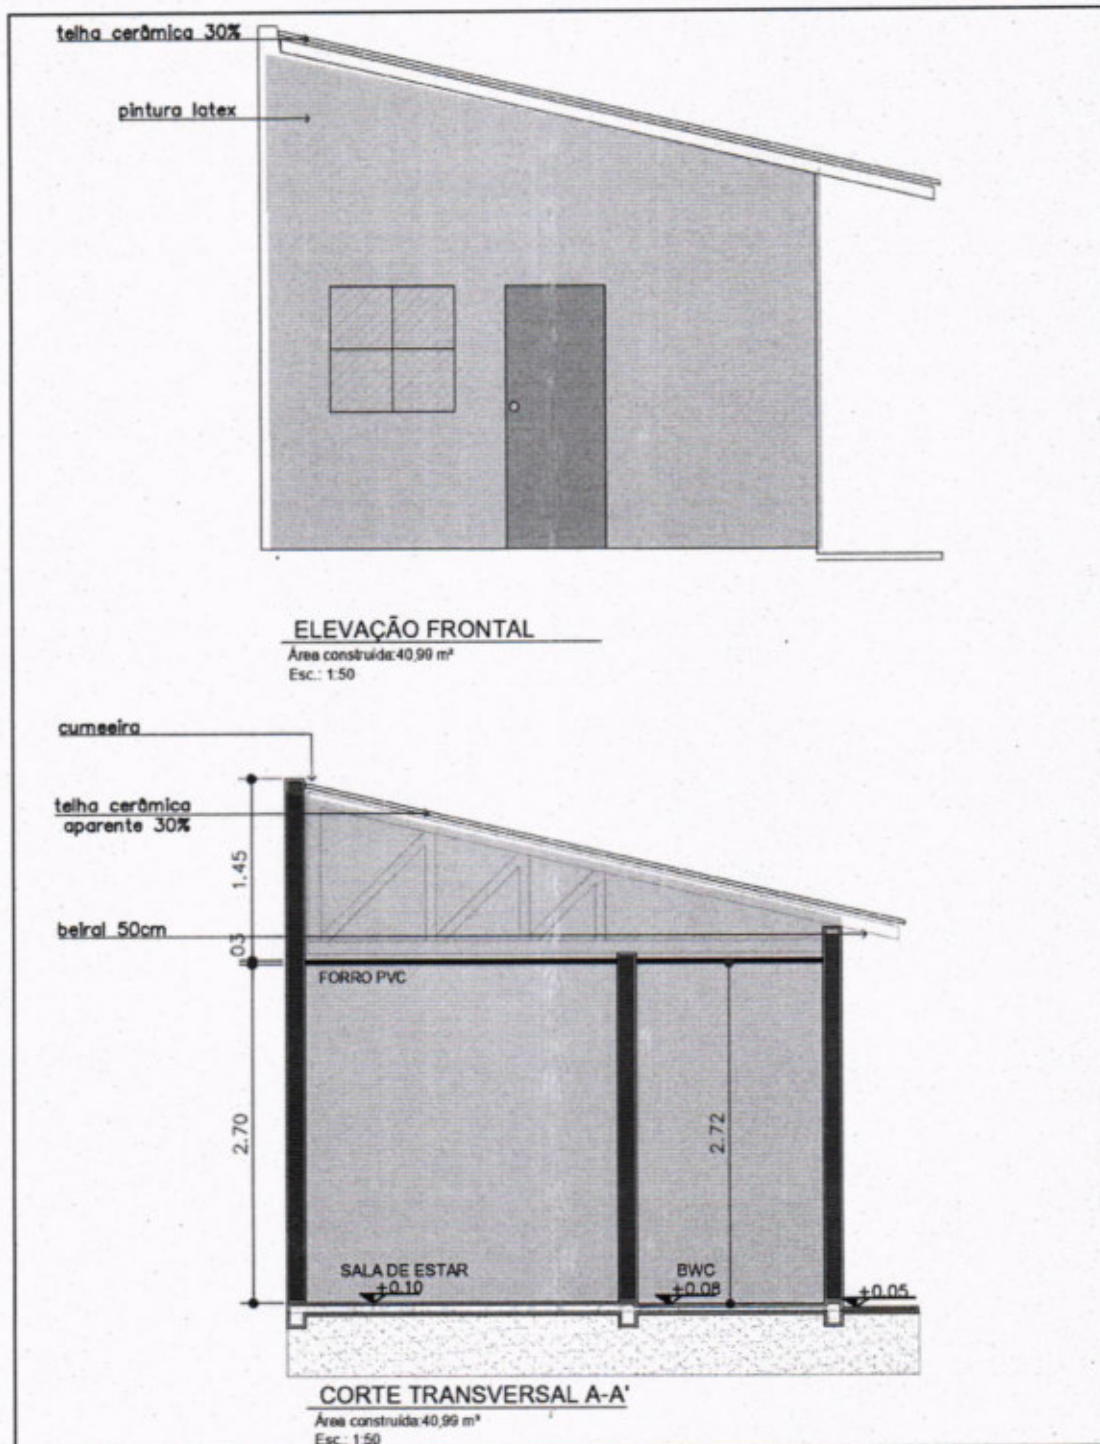 telha cerâmica 30%
pintura latex
ELEVAÇÃO FRONTAL
Área construída:40,99 m²
Esc.: 1:50
cumeeira
telha cerâmica
aparente 30%
1.45
beiral 50cm
03
FORRO PVC
2.70
2.72
SALA DE ESTAR
+0.10
BWC
+0.08
+0.05
CORTE TRANSVERSAL A-A'
Área construída:40,99 m²
Esc.: 1:50